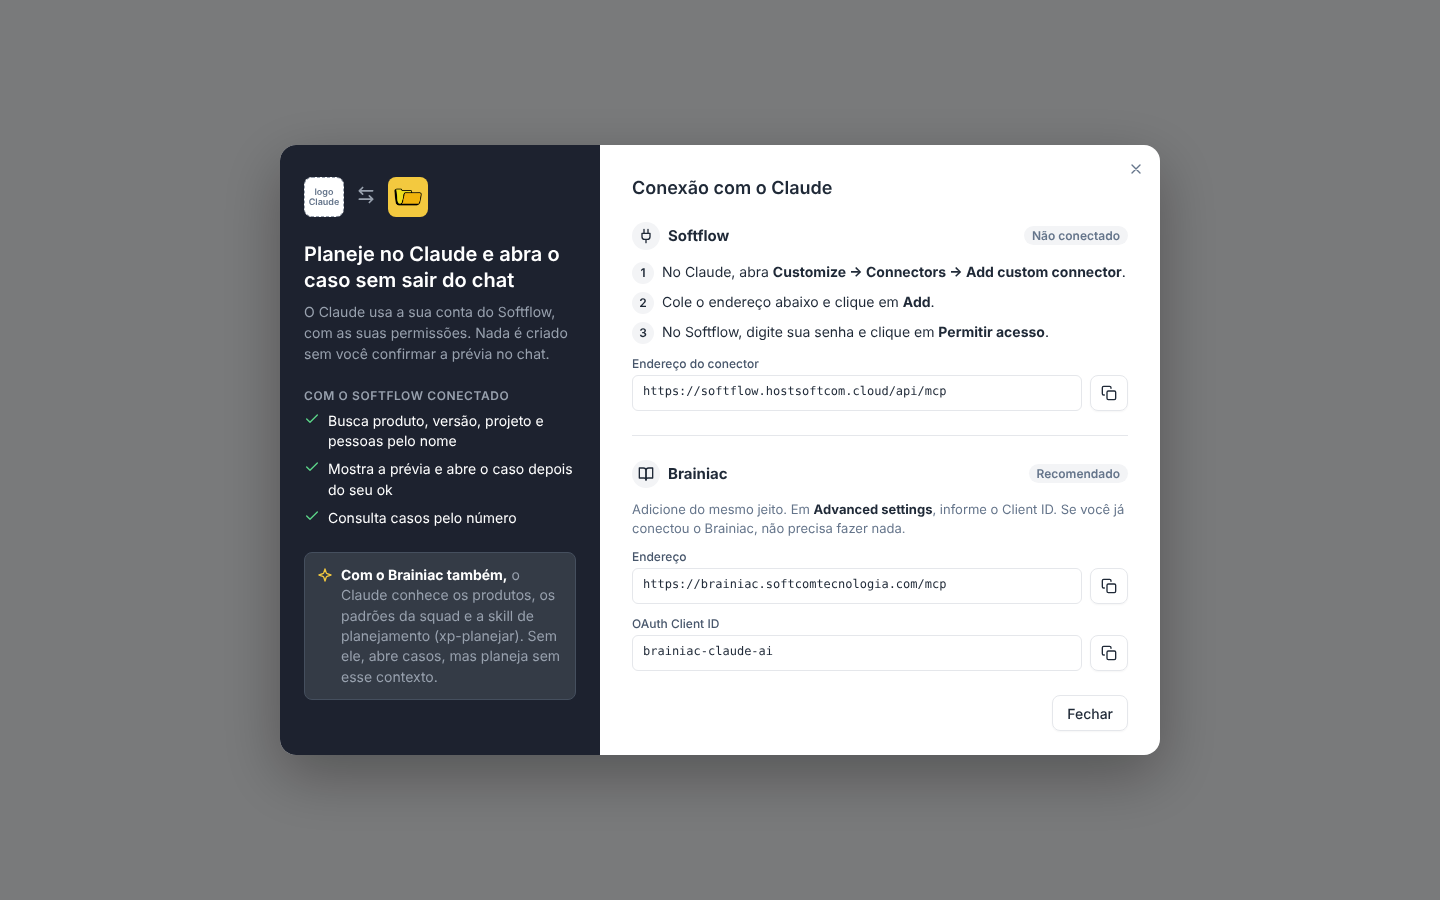 logo
Claude
Planeje no Claude e abra o
caso sem sair do chat
O Claude usa a sua conta do Softflow,
com as suas permissões. Nada é criado
sem você confirmar a prévia no chat.
COM O SOFTFLOW CONECTADO
Busca produto, versão, projeto e
pessoas pelo nome
Mostra a prévia e abre o caso depois
do seu ok
Consulta casos pelo número
Com o Brainiac também, o
Claude conhece os produtos, os
padrões da squad e a skill de
planejamento (xp-planejar). Sem
ele, abre casos, mas planeja sem
esse contexto.
Conexão com o Claude
Softflow
Não conectado
1 No Claude, abra Customize → Connectors → Add custom connector.
2 Cole o endereço abaixo e clique em Add.
3 No Softflow, digite sua senha e clique em Permitir acesso.
Endereço do conector
https://softflow.hostsoftcom.cloud/api/mcp
Brainiac
Recomendado
Adicione do mesmo jeito. Em Advanced settings, informe o Client ID. Se você já
conectou o Brainiac, não precisa fazer nada.
Endereço
https://brainiac.softcomtecnologia.com/mcp
OAuth Client ID
brainiac-claude-ai
Fechar